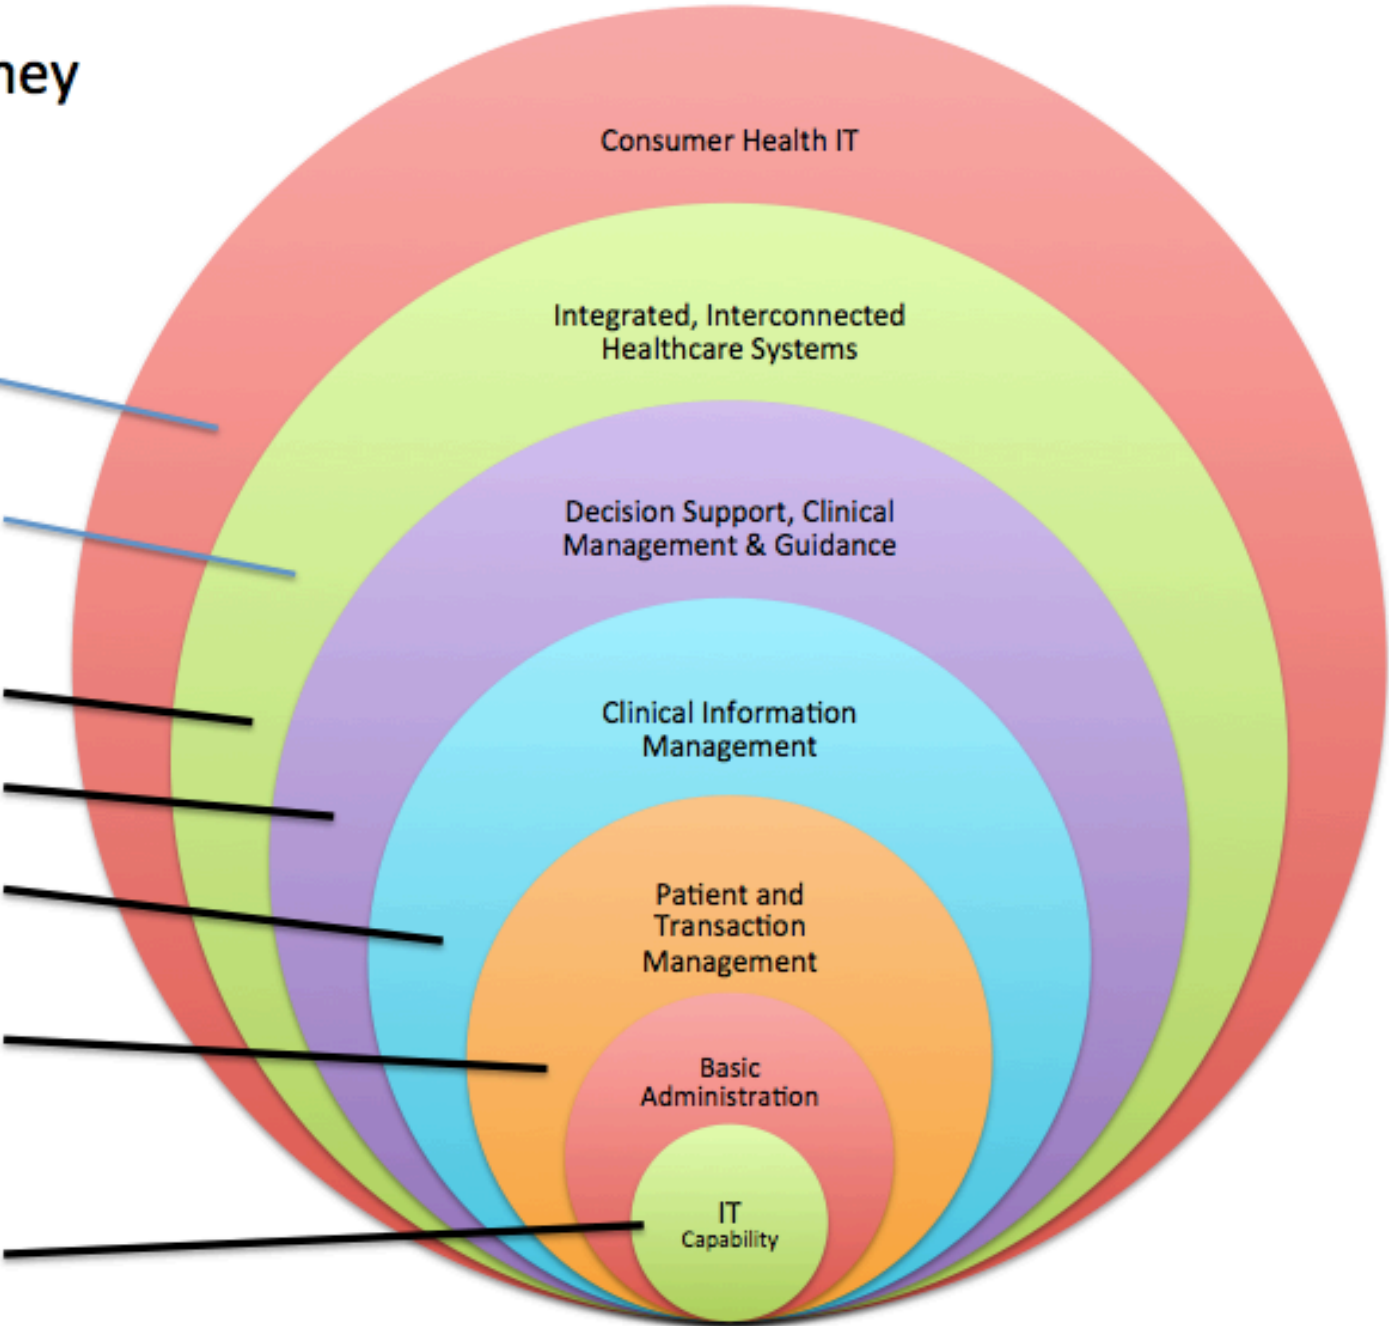 ney
Consumer Health IT
Integrated, Interconnected
Healthcare Systems
Decision Support, Clinical
Management & Guidance
Clinical Information
Management
Patient and
Transaction
Management
Basic
Administration
IT
Capability